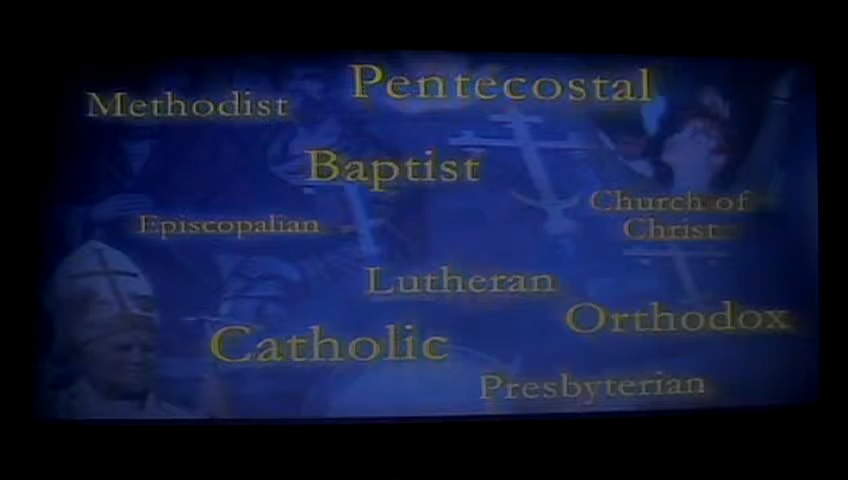 Pentecostal
Methodist
Baptist
Church of
Christ
Episcopalian
Lutheran
Orthodox
Catholic
Presbyterian